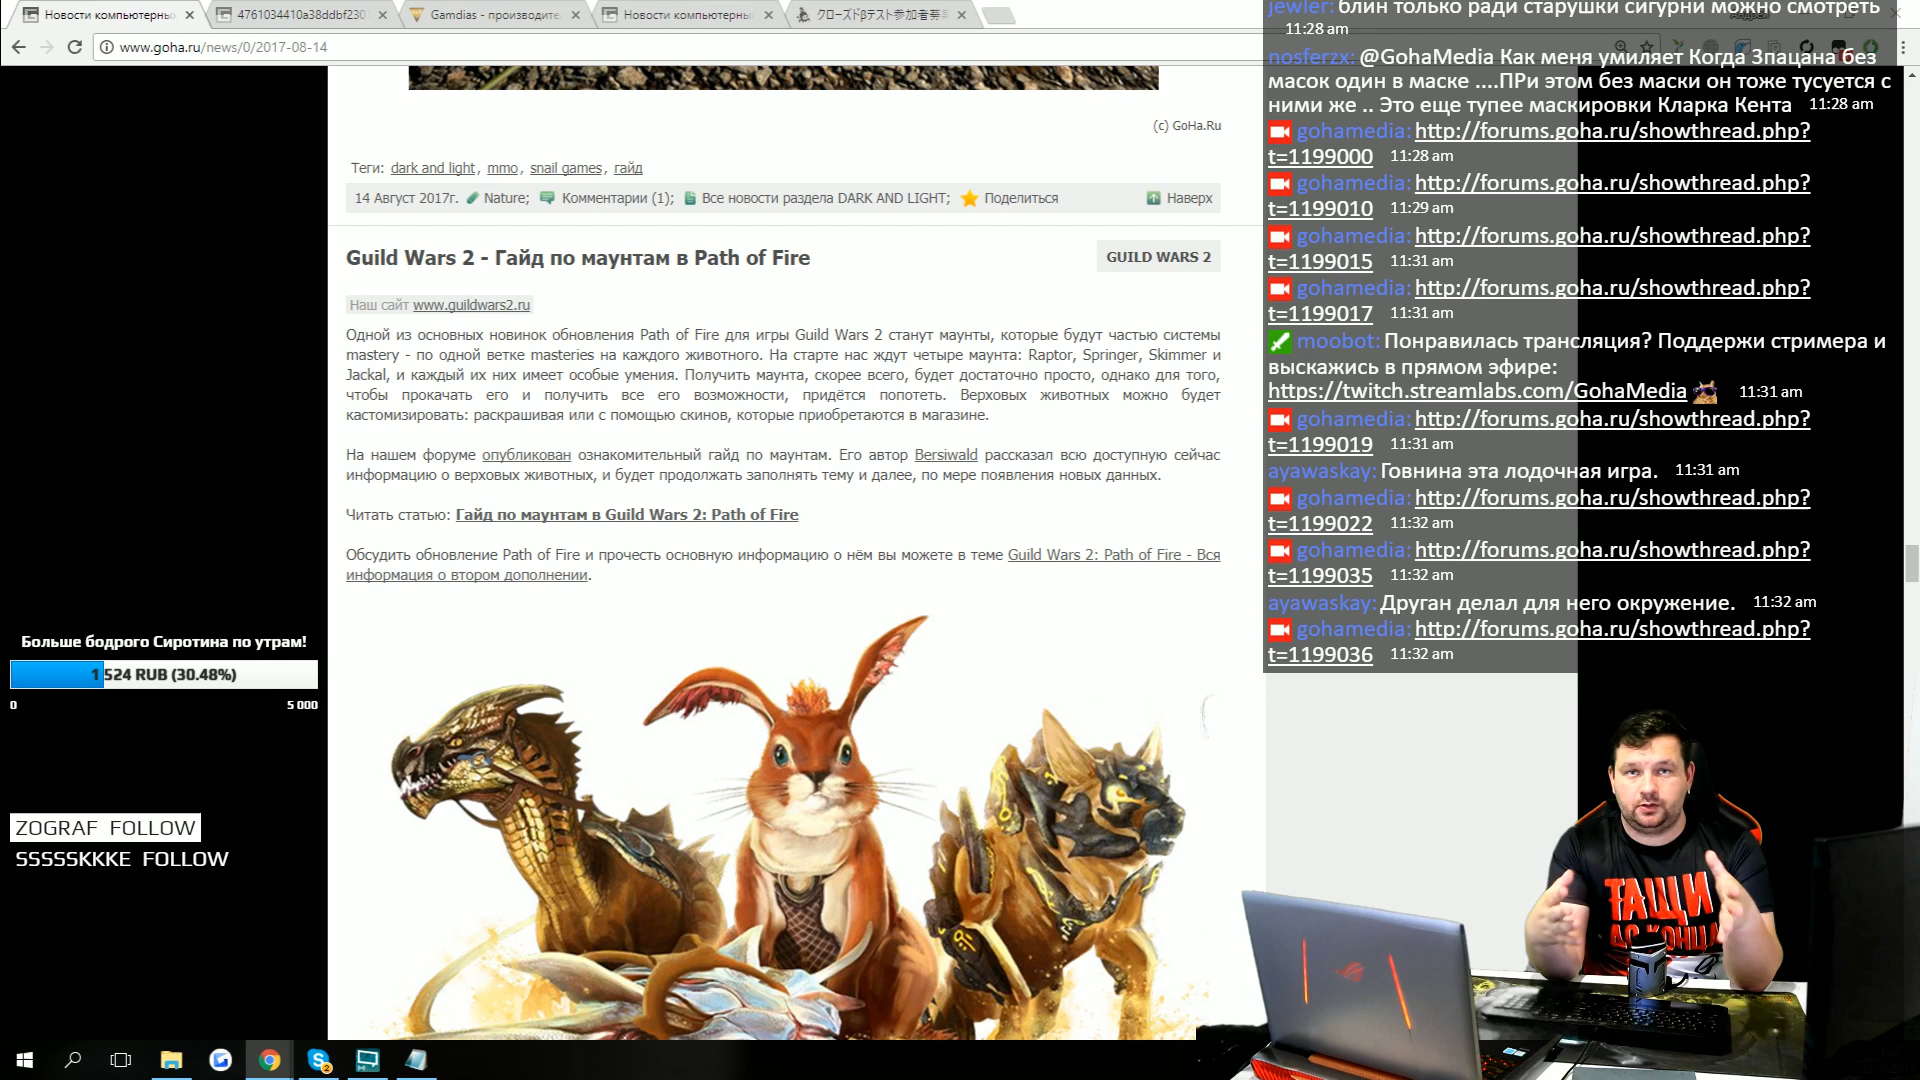 Новости компьютерны
4761034410a38ddbf230
Gamdias - производите
Новости компьютерны
クローズドβテスト参加者募集
www.goha.ru/news/0/2017-08-14
(c) GoHa.Ru
Теги: dark and light, mmo, snail games, гайд
14 Август 2017г. Nature; Комментарии (1); Все новости раздела DARK AND LIGHT; Поделиться Наверх
Guild Wars 2 - Гайд по маунтам в Path of Fire
GUILD WARS 2
Наш сайт www.guildwars2.ru
Одной из основных новинок обновления Path of Fire для игры Guild Wars 2 станут маунты, которые будут частью системы
mastery - по одной ветке masteries на каждого животного. На старте нас ждут четыре маунта: Raptor, Springer, Skimmer и
Jackal, и каждый их них имеет особые умения. Получить маунта, скорее всего, будет достаточно просто, однако для того,
чтобы прокачать его и получить все его возможности, придётся попотеть. Верховых животных можно будет
кастомизировать: раскрашивая или с помощью скинов, которые приобретаются в магазине.
На нашем форуме опубликован ознакомительный гайд по маунтам. Его автор Bersiwald рассказал всю доступную сейчас
информацию о верховых животных, и будет продолжать заполнять тему и далее, по мере появления новых данных.
Читать статью: Гайд по маунтам в Guild Wars 2: Path of Fire
Обсудить обновление Path of Fire и прочесть основную информацию о нём вы можете в теме Guild Wars 2: Path of Fire - Вся
информация о втором дополнении.
Больше бодрого Сиротина по утрам!
1 524 RUB (30.48%)
0 5 000
ZOGRAF FOLLOW
SSSSSKKKE FOLLOW
jewler: блин только ради старушки сигурни можно смотреть
11:28 am
nosferzx: @GohaMedia Как меня умиляет Когда 3пацана без
масок один в маске ....ПРи этом без маски он тоже тусуется с
ними же .. Это еще тупее маскировки Кларка Кента 11:28 am
gohamedia: http://forums.goha.ru/showthread.php?
t=1199000 11:28 am
gohamedia: http://forums.goha.ru/showthread.php?
t=1199010 11:29 am
gohamedia: http://forums.goha.ru/showthread.php?
t=1199015 11:31 am
gohamedia: http://forums.goha.ru/showthread.php?
t=1199017 11:31 am
moobot: Понравилась трансляция? Поддержи стримера и
выскажись в прямом эфире:
https://twitch.streamlabs.com/GohaMedia 11:31 am
gohamedia: http://forums.goha.ru/showthread.php?
t=1199019 11:31 am
ayawaskay: Говнина эта лодочная игра. 11:31 am
gohamedia: http://forums.goha.ru/showthread.php?
t=1199022 11:32 am
gohamedia: http://forums.goha.ru/showthread.php?
t=1199035 11:32 am
ayawaskay: Друган делал для него окружение. 11:32 am
gohamedia: http://forums.goha.ru/showthread.php?
t=1199036 11:32 am
ТАЩИ
ДО КОНЦА
2